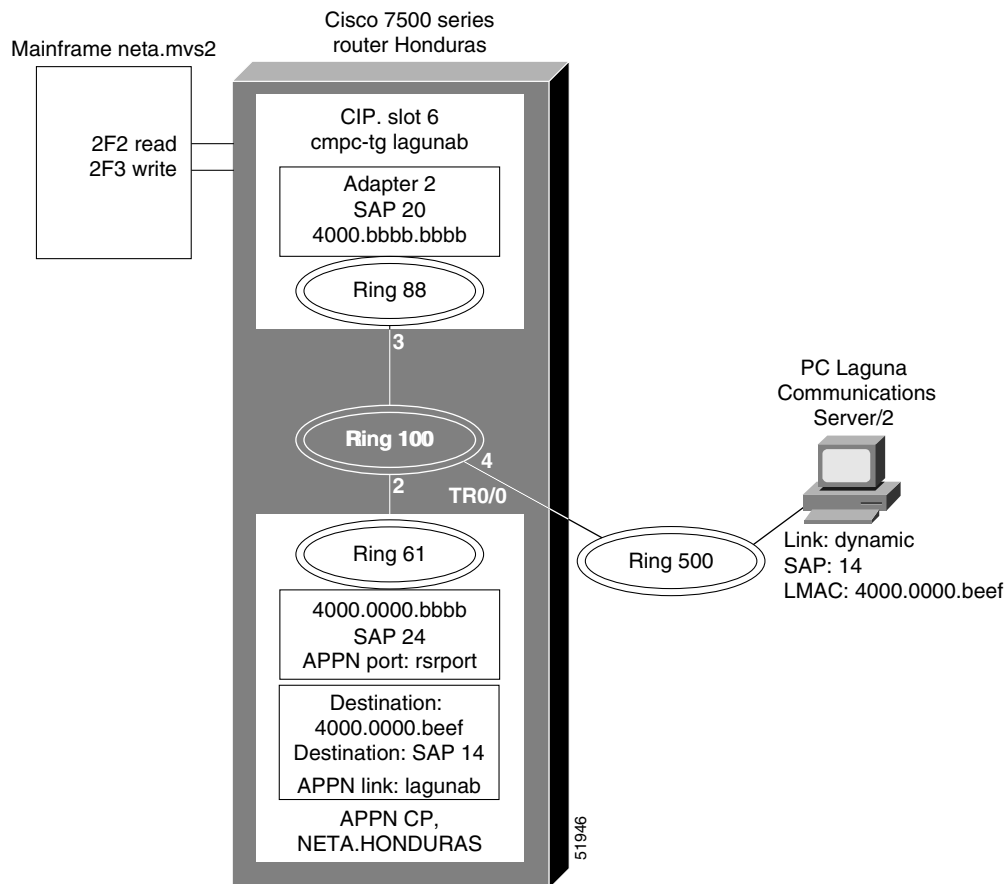 Cisco 7500 series
router Honduras
Mainframe neta.mvs2
2F2 read
2F3 write
CIP. slot 6
cmpc-tg lagunab
Adapter 2
SAP 20
4000.bbbb.bbbb
Ring 88
3
Ring 100
4
2
TR0/0
PC Laguna
Communications
Server/2
Link: dynamic
SAP: 14
LMAC: 4000.0000.beef
Ring 500
Ring 61
4000.0000.bbbb
SAP 24
APPN port: rsrport
Destination:
4000.0000.beef
Destination: SAP 14
APPN link: lagunab
APPN CP,
NETA.HONDURAS
51946